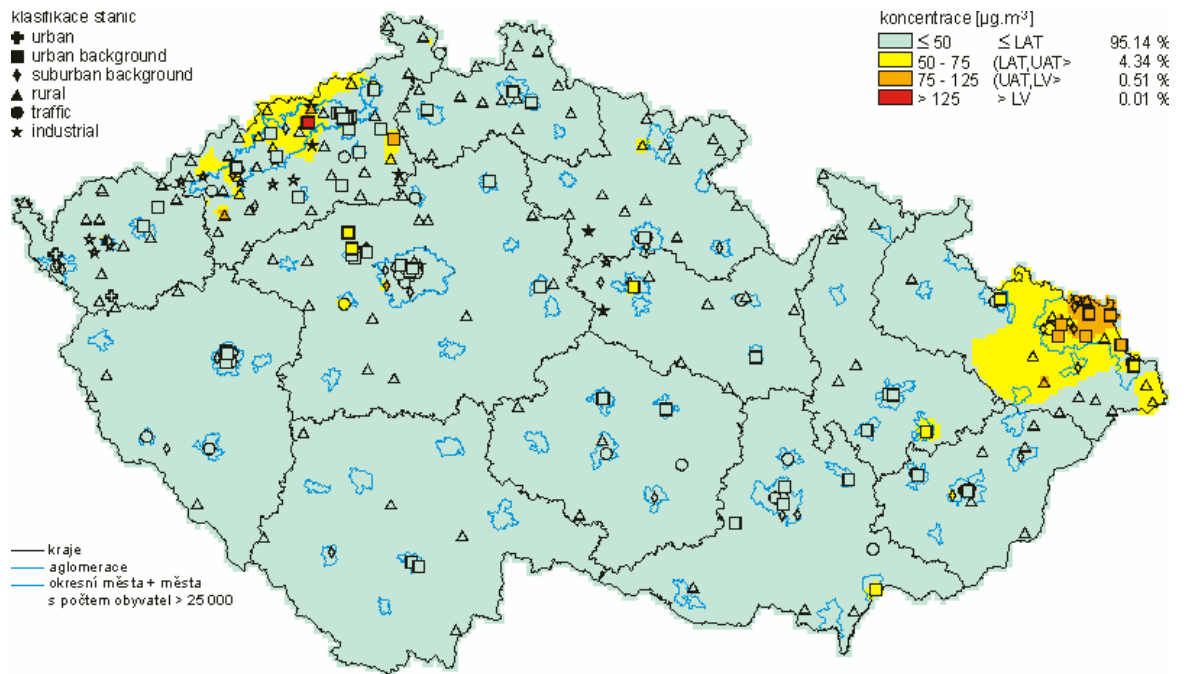 klasifikace stanic
urban
urban background
suburban background
rural
traffic
industrial
koncentrace [µg.m-3]
≤ 50 ≤ LAT 95.14 %
50 - 75 (LAT,UAT> 4.34 %
75 - 125 (UAT,LV> 0.51 %
> 125 > LV 0.01 %
kraje
aglomerace
okresní města + města
s počtem obyvatel > 25 000